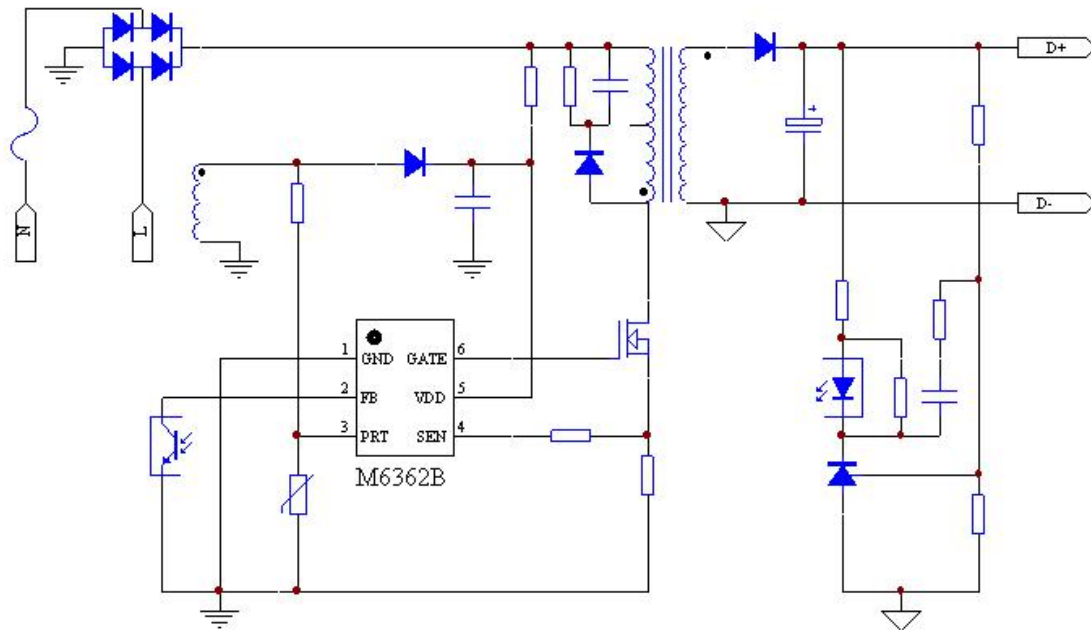 D+
N
L
D-
+
1 GND GATE 6
2 FB VDD 5
3 PRT SEN 4
M6362B